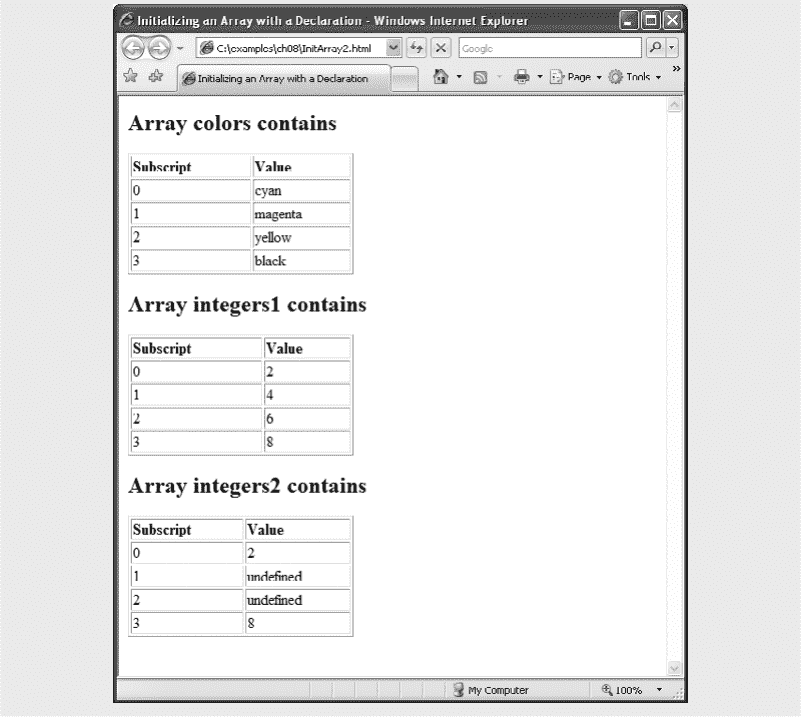 Initializing an Array with a Declaration - Windows Internet Explorer
C:\examples\ch08\InitArray2.html
Google
Initializing an Array with a Declaration
Page
Tools
»
Array colors contains
Subscript Value
0 cyan
1 magenta
2 yellow
3 black
Array integers1 contains
Subscript Value
0 2
1 4
2 6
3 8
Array integers2 contains
Subscript Value
0 2
1 undefined
2 undefined
3 8
My Computer
100%